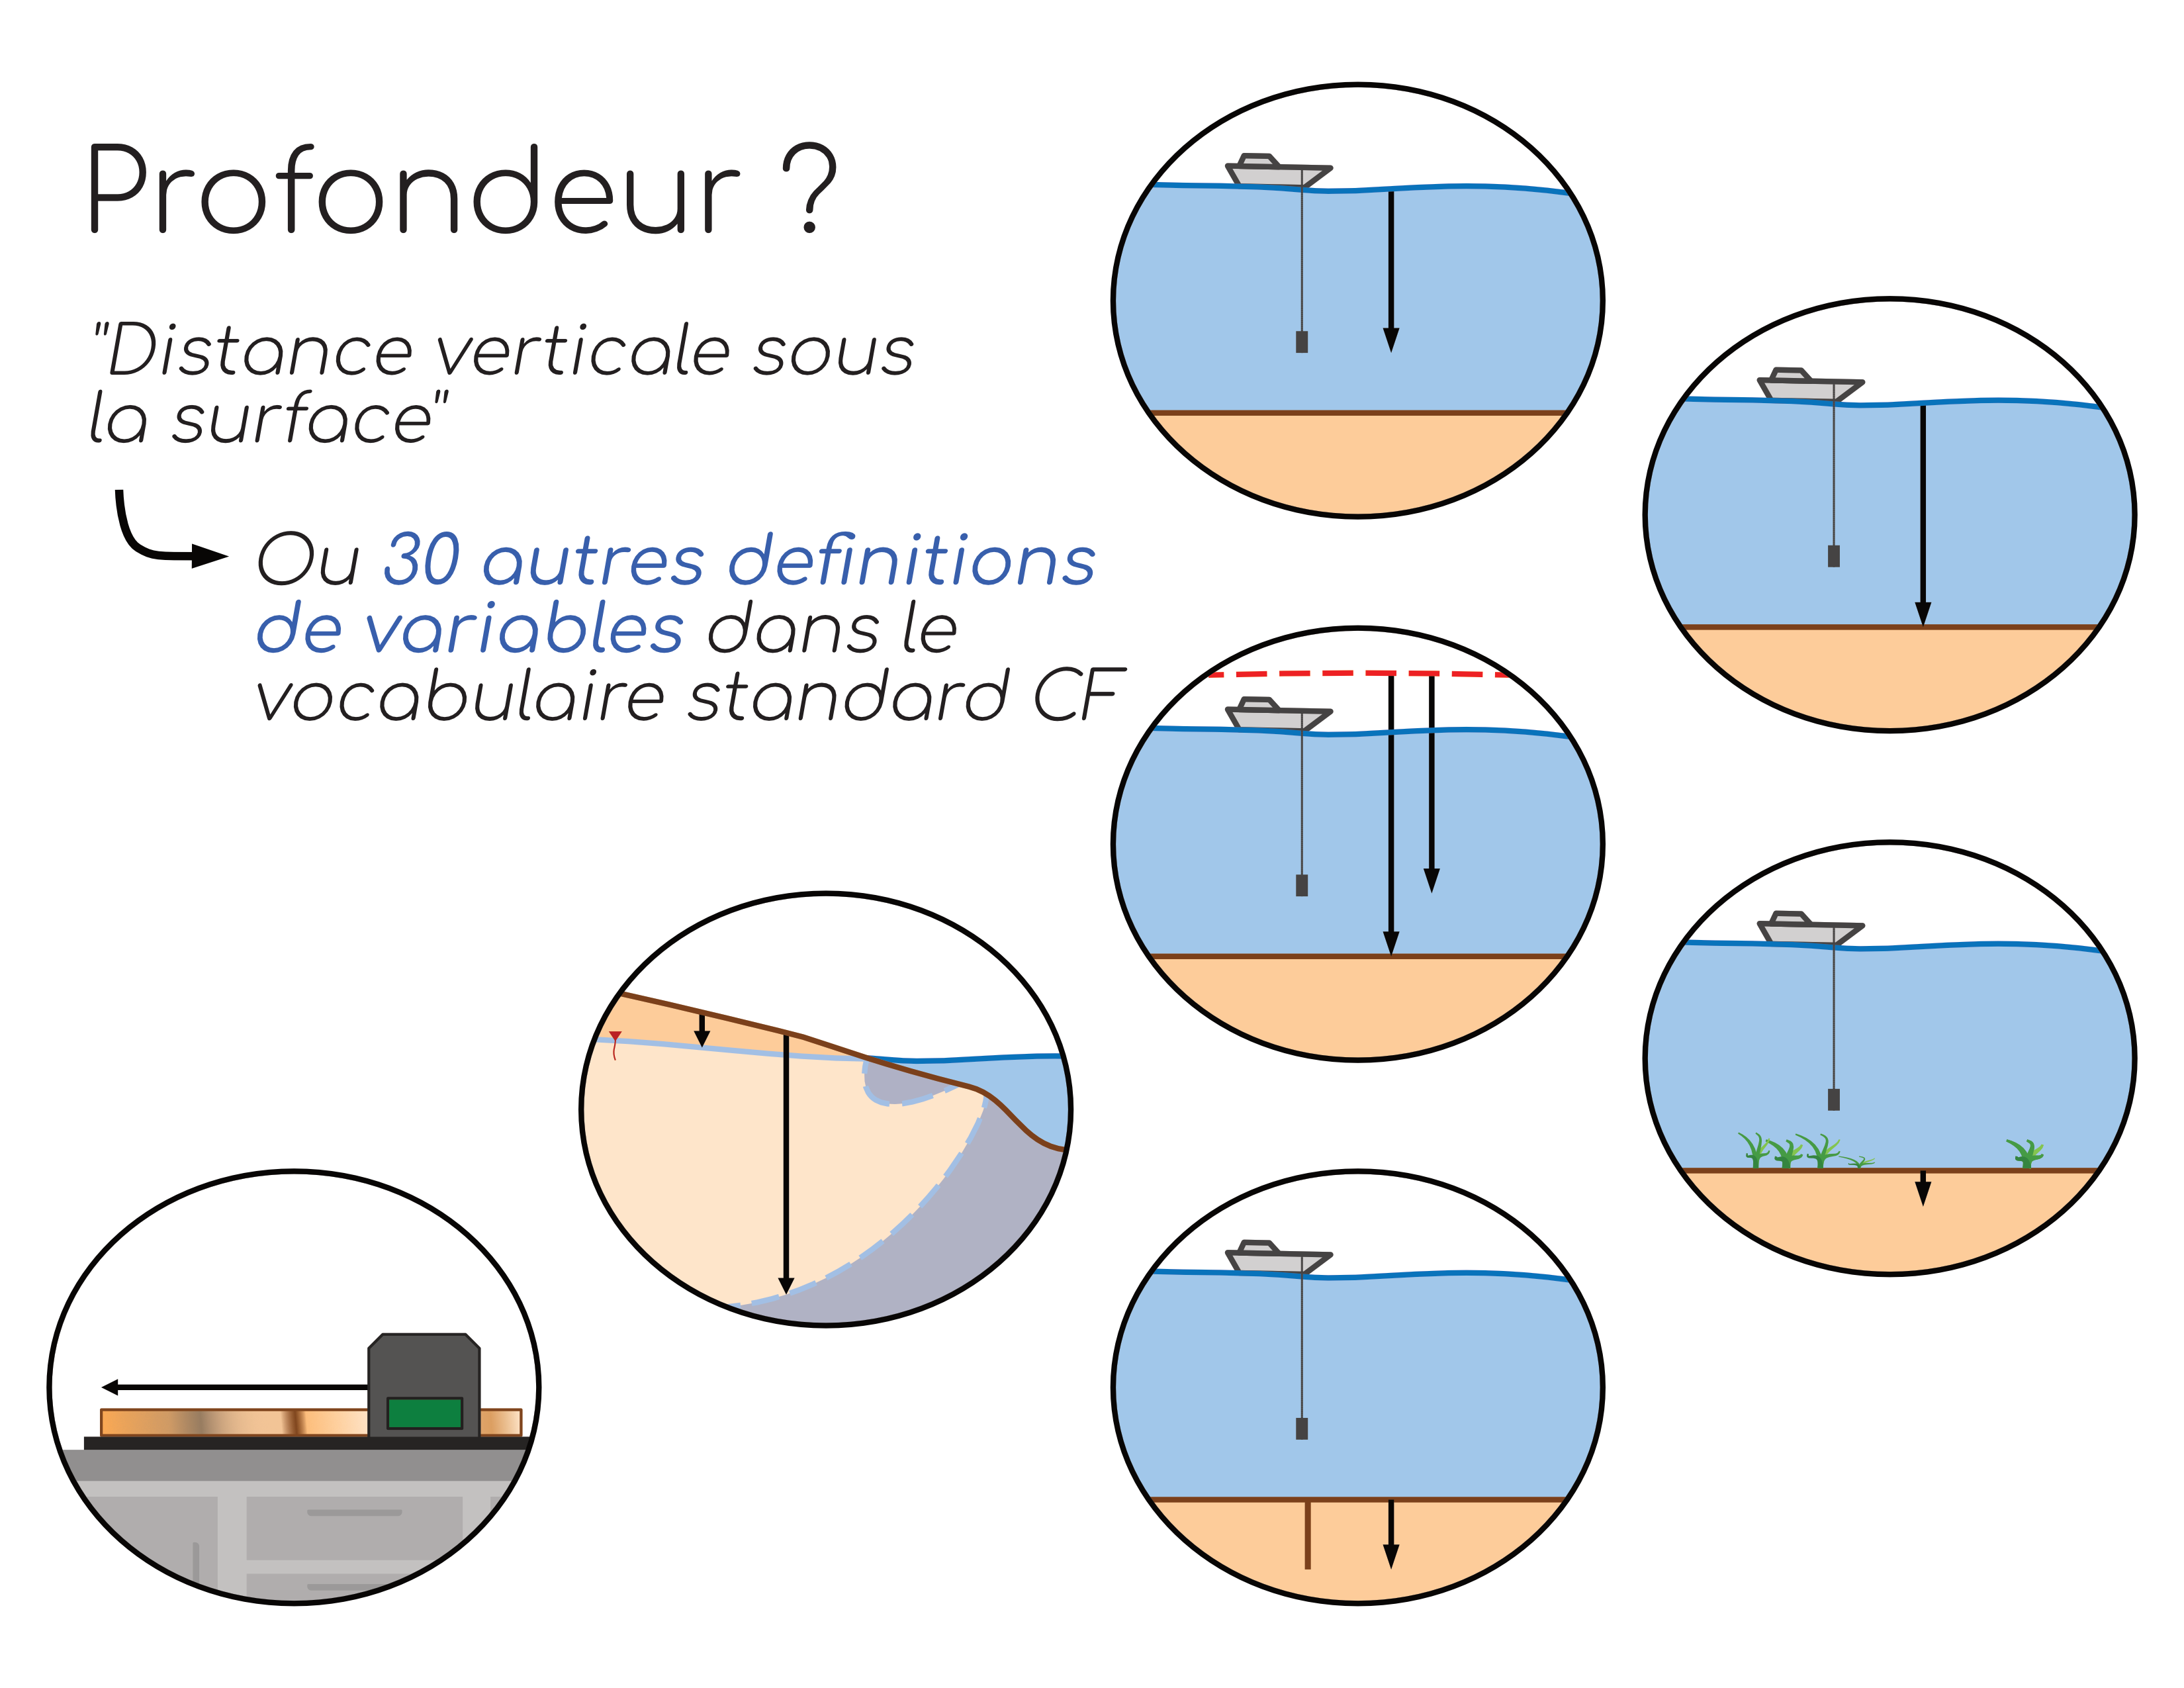 Profondeur ?
"Distance verticale sous
la surface"
Ou 30 autres definitions
de variables dans le
vocabulaire standard CF